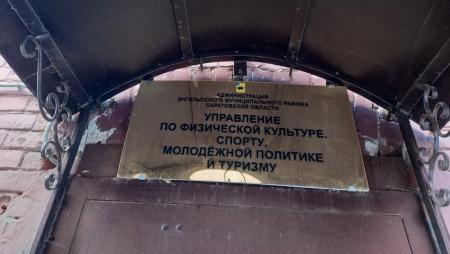 АДМИНИСТРАЦИЯ
ЭНГЕЛЬССКОГО МУНИЦИПАЛЬНОГО РАЙОНА
САРАТОВСКОЙ ОБЛАСТИ
УПРАВЛЕНИЕ
ПО ФИЗИЧЕСКОЙ КУЛЬТУРЕ,
СПОРТУ,
МОЛОДЁЖНОЙ ПОЛИТИКЕ
И ТУРИЗМУ